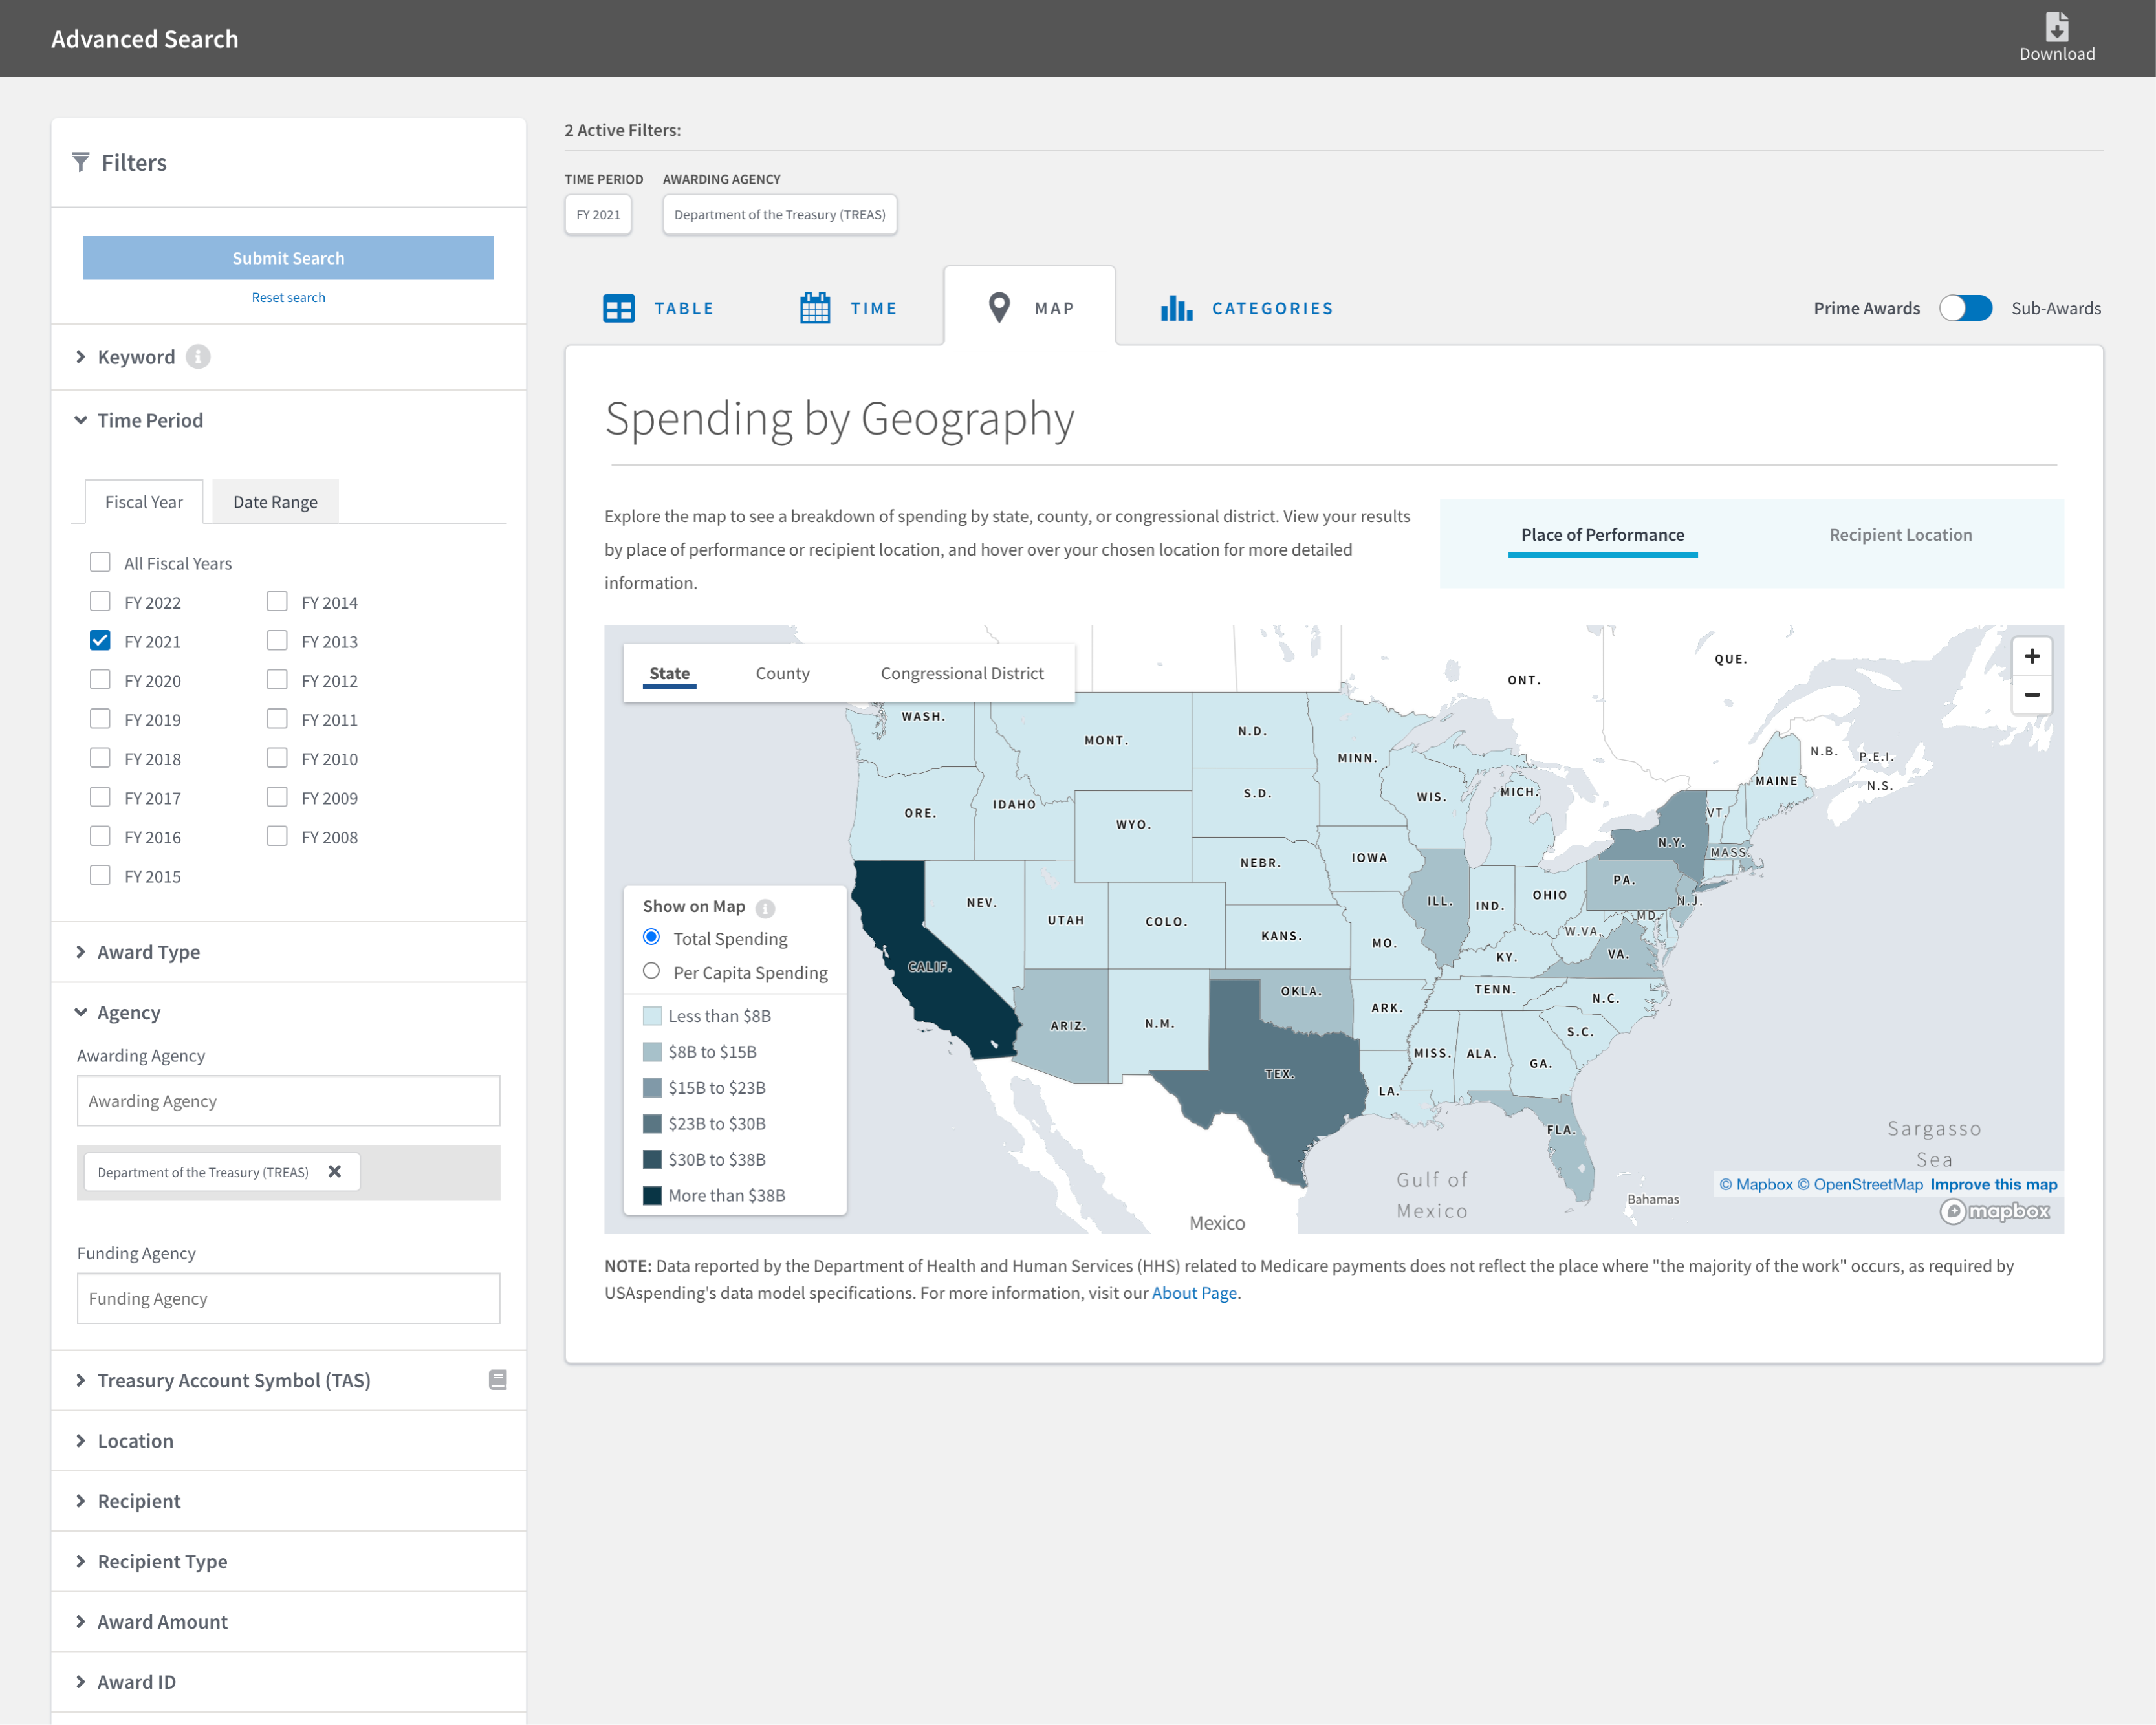 Advanced Search
Download
Filters
Submit Search
Reset search
Keyword
Time Period
Fiscal Year
Date Range
All Fiscal Years
FY 2022
FY 2014
FY 2021
FY 2013
FY 2020
FY 2012
FY 2019
FY 2011
FY 2018
FY 2010
FY 2017
FY 2009
FY 2016
FY 2008
FY 2015
Award Type
Agency
Awarding Agency
Awarding Agency
Department of the Treasury (TREAS)
Funding Agency
Funding Agency
Treasury Account Symbol (TAS)
Location
Recipient
Recipient Type
Award Amount
Award ID
2 Active Filters:
TIME PERIOD
AWARDING AGENCY
FY 2021
Department of the Treasury (TREAS)
TABLE
TIME
MAP
CATEGORIES
Prime Awards
Sub-Awards
Spending by Geography
Explore the map to see a breakdown of spending by state, county, or congressional district. View your results
by place of performance or recipient location, and hover over your chosen location for more detailed
information.
Place of Performance
Recipient Location
State
County
Congressional District
+
−
QUE.
ONT.
WASH.
MONT.
N.D.
MINN.
N.B.
P.E.I.
MAINE
N.S.
ORE.
IDAHO
WYO.
S.D.
WIS.
MICH.
VT.
N.Y.
MASS.
NEBR.
IOWA
PA.
NEV.
UTAH
COLO.
KANS.
MO.
ILL.
IND.
OHIO
N.J.
MD.
W.VA.
VA.
KY.
CALIF.
ARIZ.
N.M.
OKLA.
ARK.
TENN.
N.C.
S.C.
TEX.
MISS.
ALA.
GA.
LA.
FLA.
Sargasso
Sea
Gulf of
Mexico
Bahamas
Mexico
Show on Map
Total Spending
Per Capita Spending
Less than $8B
$8B to $15B
$15B to $23B
$23B to $30B
$30B to $38B
More than $38B
© Mapbox © OpenStreetMap Improve this map
mapbox
NOTE: Data reported by the Department of Health and Human Services (HHS) related to Medicare payments does not reflect the place where "the majority of the work" occurs, as required by
USAspending's data model specifications. For more information, visit our About Page.